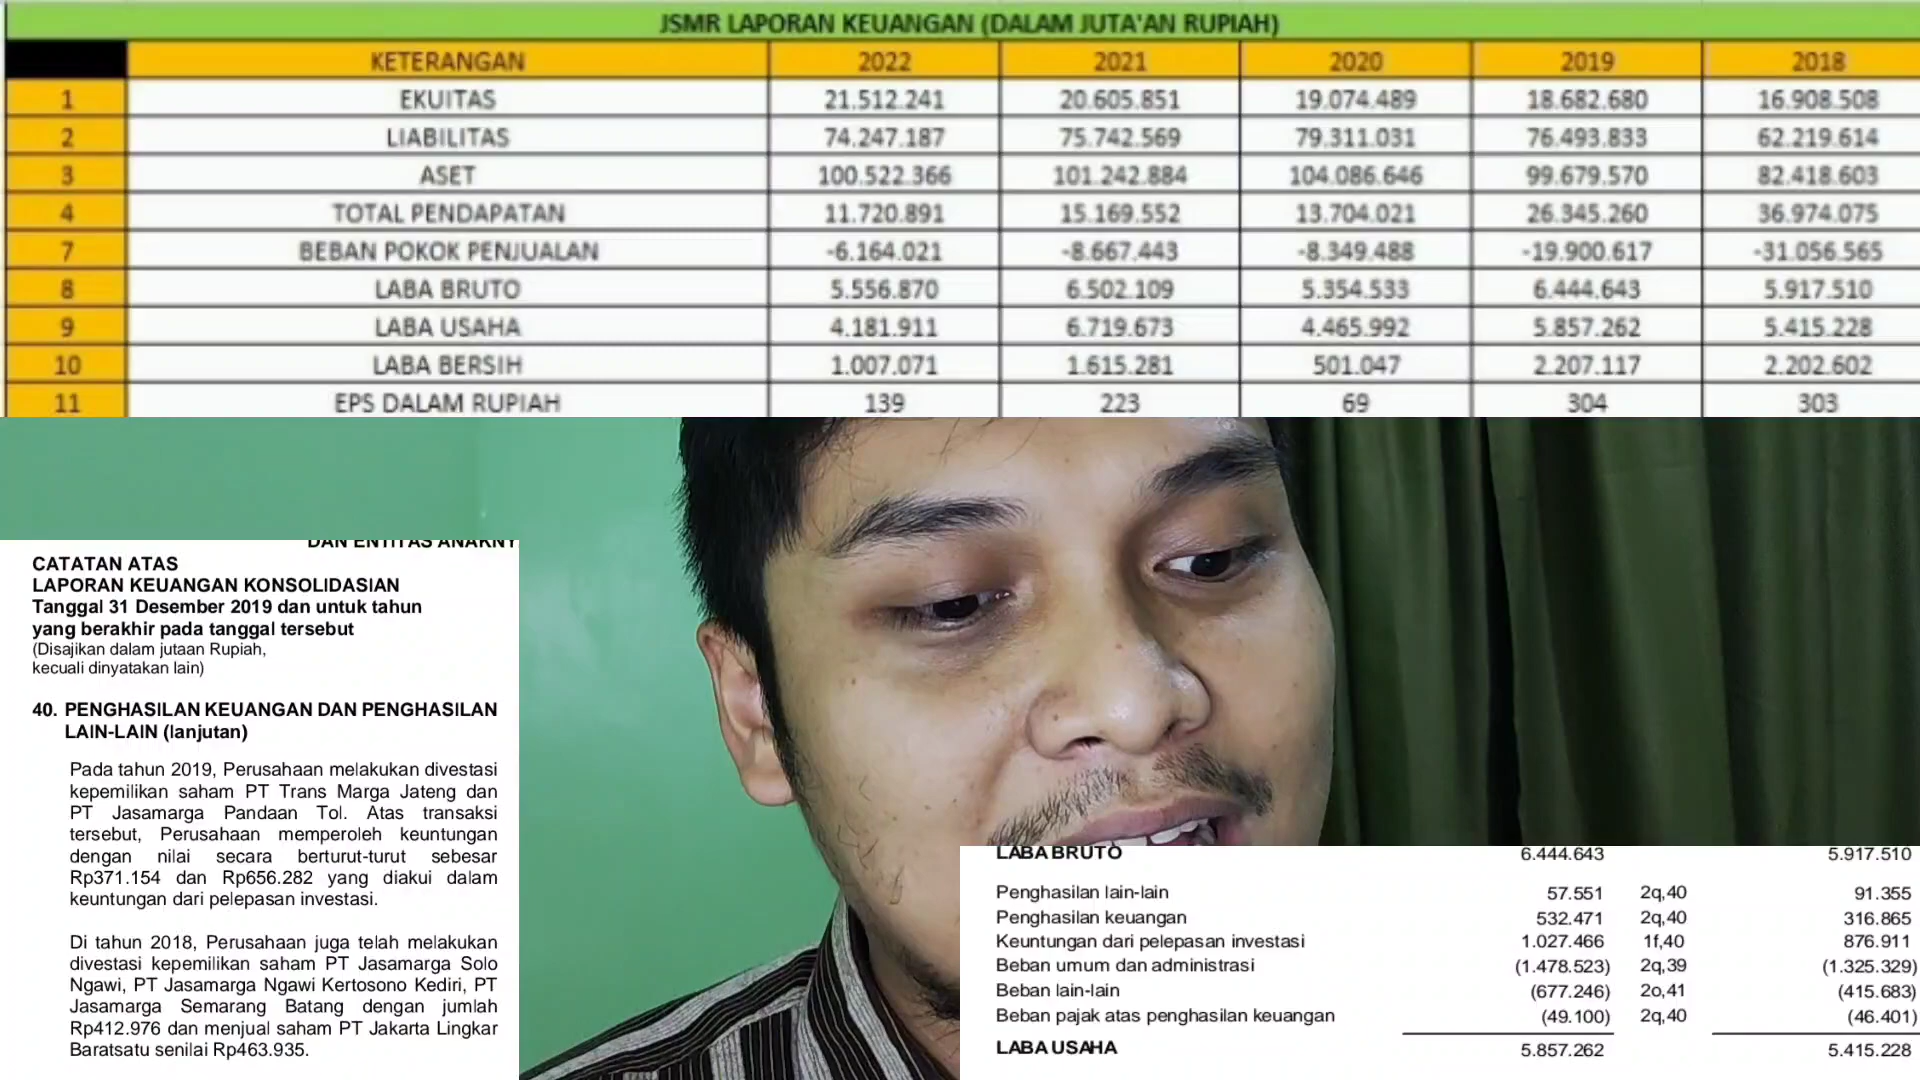 JSMR LAPORAN KEUANGAN (DALAM JUTA'AN RUPIAH)
KETERANGAN 2022 2021 2020 2019 2018
1 EKUITAS 21.512.241 20.605.851 19.074.489 18.682.680 16.908.508
2 LIABILITAS 74.247.187 75.742.569 79.311.031 76.493.833 62.219.614
3 ASET 100.522.366 101.242.884 104.086.646 99.679.570 82.418.603
4 TOTAL PENDAPATAN 11.720.891 15.169.552 13.704.021 26.345.260 36.974.075
7 BEBAN POKOK PENJUALAN -6.164.021 -8.667.443 -8.349.488 -19.900.617 -31.056.565
8 LABA BRUTO 5.556.870 6.502.109 5.354.533 6.444.643 5.917.510
9 LABA USAHA 4.181.911 6.719.673 4.465.992 5.857.262 5.415.228
10 LABA BERSIH 1.007.071 1.615.281 501.047 2.207.117 2.202.602
11 EPS DALAM RUPIAH 139 223 69 304 303
DAN ENTITAS ANAKNY
CATATAN ATAS
LAPORAN KEUANGAN KONSOLIDASIAN
Tanggal 31 Desember 2019 dan untuk tahun
yang berakhir pada tanggal tersebut
(Disajikan dalam jutaan Rupiah,
kecuali dinyatakan lain)
40. PENGHASILAN KEUANGAN DAN PENGHASILAN
LAIN-LAIN (lanjutan)
Pada tahun 2019, Perusahaan melakukan divestasi
kepemilikan saham PT Trans Marga Jateng dan
PT Jasamarga Pandaan Tol. Atas transaksi
tersebut, Perusahaan memperoleh keuntungan
dengan nilai secara berturut-turut sebesar
Rp371.154 dan Rp656.282 yang diakui dalam
keuntungan dari pelepasan investasi.
Di tahun 2018, Perusahaan juga telah melakukan
divestasi kepemilikan saham PT Jasamarga Solo
Ngawi, PT Jasamarga Ngawi Kertosono Kediri, PT
Jasamarga Semarang Batang dengan jumlah
Rp412.976 dan menjual saham PT Jakarta Lingkar
Baratsatu senilai Rp463.935.
LABA BRUTO 6.444.643 5.917.510
Penghasilan lain-lain 57.551 2q,40 91.355
Penghasilan keuangan 532.471 2q,40 316.865
Keuntungan dari pelepasan investasi 1.027.466 1f,40 876.911
Beban umum dan administrasi (1.478.523) 2q,39 (1.325.329)
Beban lain-lain (677.246) 2o,41 (415.683)
Beban pajak atas penghasilan keuangan (49.100) 2q,40 (46.401)
LABA USAHA 5.857.262 5.415.228